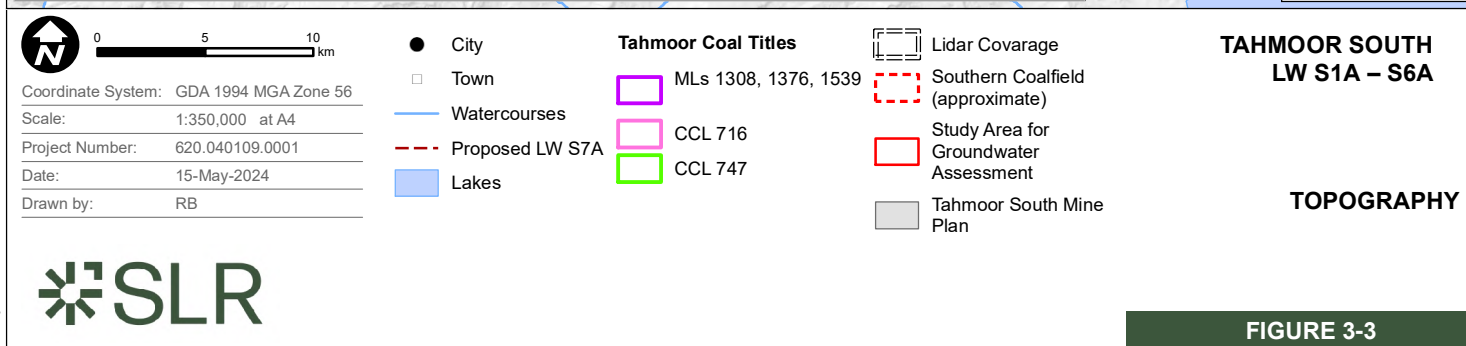 N
0 5 10
km
Coordinate System: GDA 1994 MGA Zone 56
Scale: 1:350,000 at A4
Project Number: 620.040109.0001
Date: 15-May-2024
Drawn by: RB
SLR
City
Town
Watercourses
Proposed LW S7A
Lakes
Tahmoor Coal Titles
MLs 1308, 1376, 1539
CCL 716
CCL 747
Lidar Covarage
Southern Coalfield
(approximate)
Study Area for
Groundwater
Assessment
Tahmoor South Mine
Plan
TAHMOOR SOUTH
LW S1A – S6A
TOPOGRAPHY
FIGURE 3-3